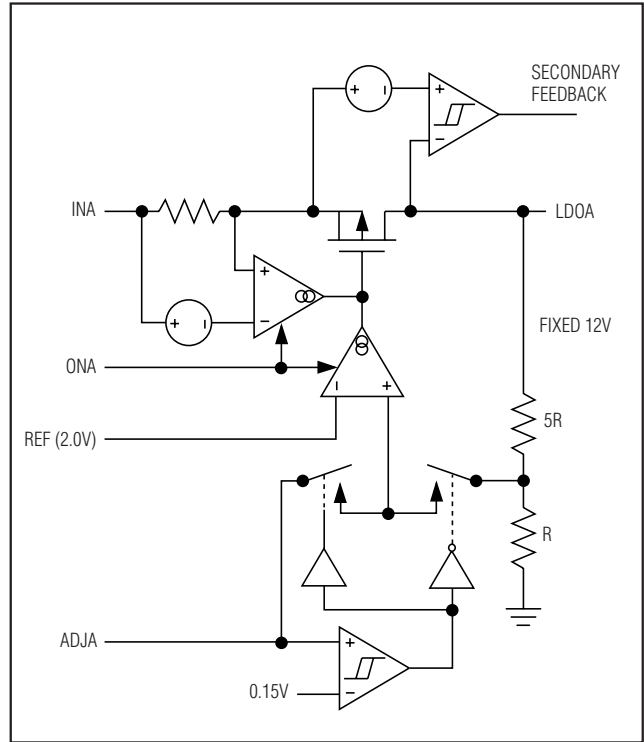 SECONDARY
FEEDBACK
+ −
+
−
INA
LDOA
+
−
+ −
FIXED 12V
ONA
− +
5R
REF (2.0V)
R
ADJA
+
−
0.15V